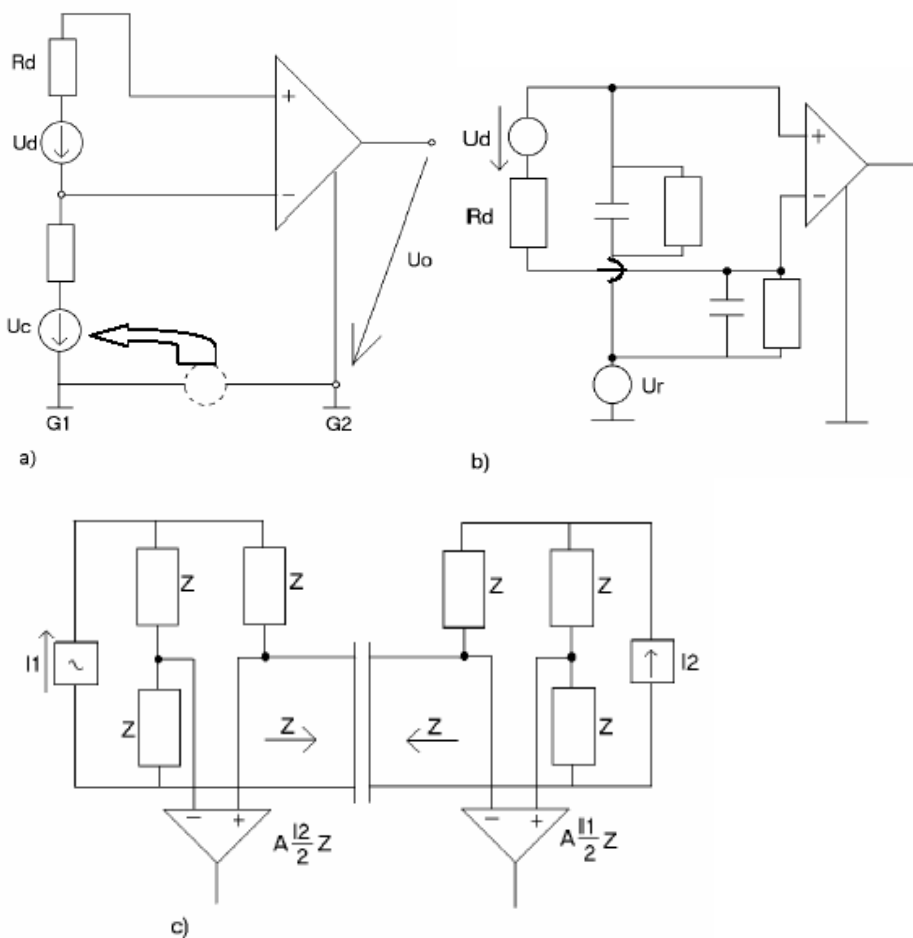 Rd
+
Ud
−
Uo
Uc
G1
G2
a)
Ud
+
−
Rd
Ur
b)
Z
Z
Z
Z
I1
I2
Z
Z
Z
Z
− +
− +
A I2/2 Z
A I1/2 Z
c)